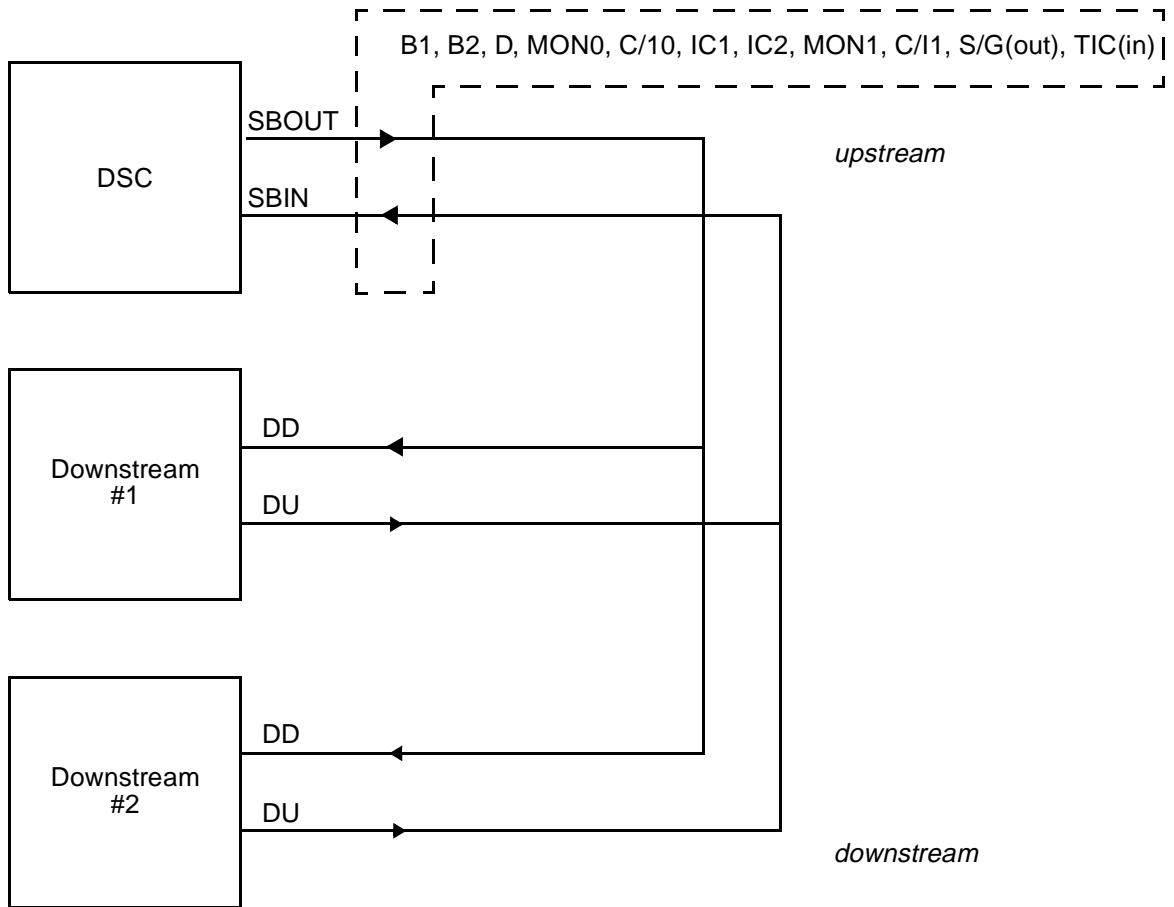 B1, B2, D, MON0, C/10, IC1, IC2, MON1, C/I1, S/G(out), TIC(in)
SBOUT
upstream
DSC
SBIN
DD
Downstream
#1
DU
DD
Downstream
#2
DU
downstream